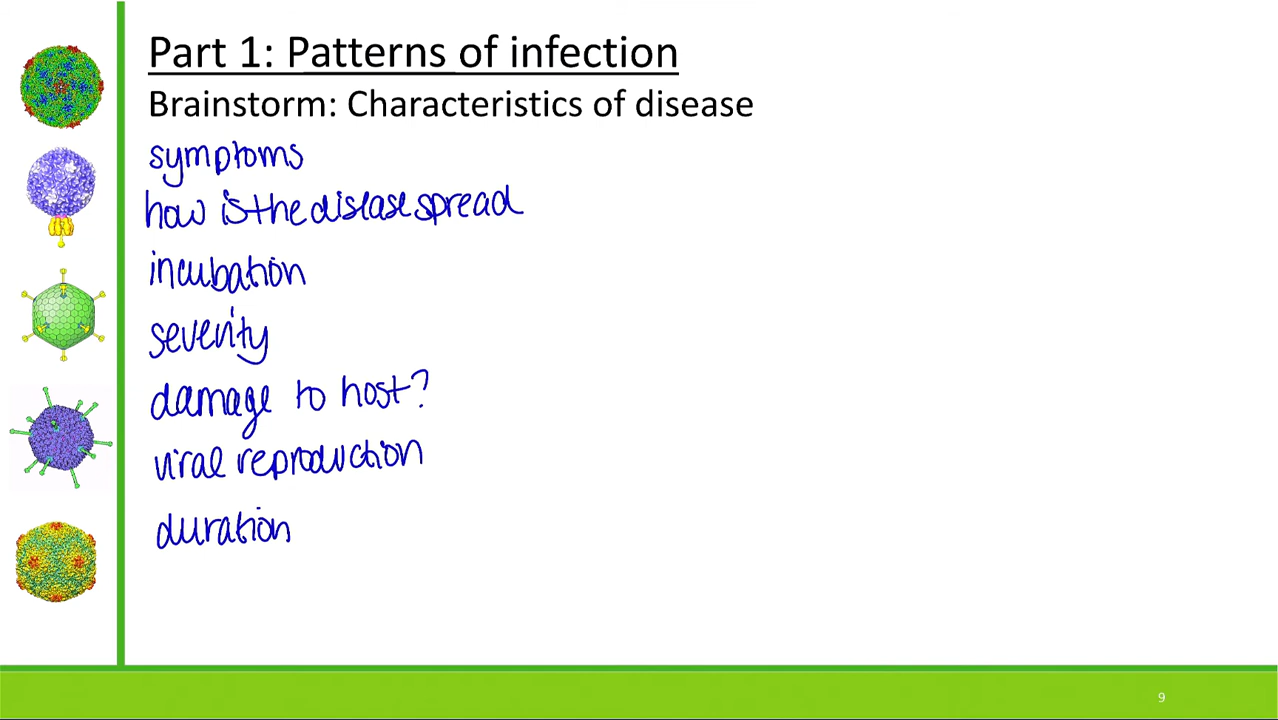 Part 1: Patterns of infection
Brainstorm: Characteristics of disease
symptoms
how is the disease spread
incubation
severity
damage to host?
viral reproduction
duration
9